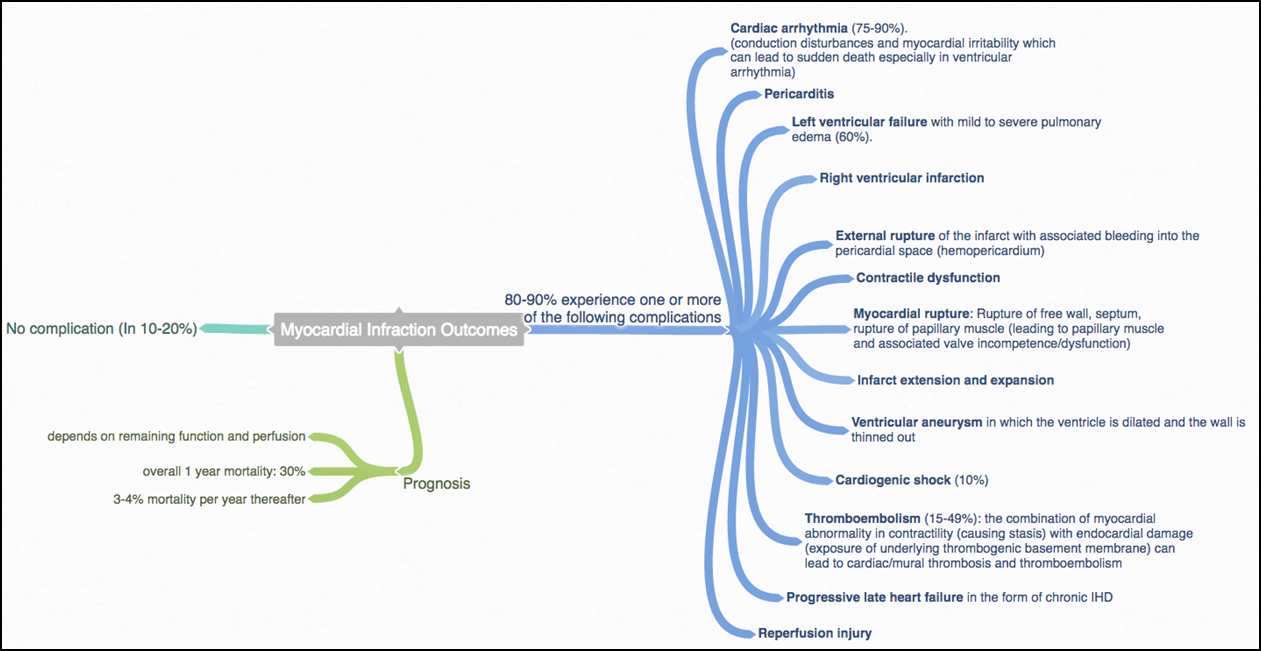 Cardiac arrhythmia (75-90%).
(conduction disturbances and myocardial irritability which
can lead to sudden death especially in ventricular
arrhythmia)
Pericarditis
Left ventricular failure with mild to severe pulmonary
edema (60%).
Right ventricular infarction
External rupture of the infarct with associated bleeding into the
pericardial space (hemopericardium)
Contractile dysfunction
80-90% experience one or more
of the following complications
No complication (In 10-20%)
Myocardial Infraction Outcomes
Myocardial rupture: Rupture of free wall, septum,
rupture of papillary muscle (leading to papillary muscle
and associated valve incompetence/dysfunction)
Infarct extension and expansion
Ventricular aneurysm in which the ventricle is dilated and the wall is
thinned out
depends on remaining function and perfusion
overall 1 year mortality: 30%
3-4% mortality per year thereafter
Prognosis
Cardiogenic shock (10%)
Thromboembolism (15-49%): the combination of myocardial
abnormality in contractility (causing stasis) with endocardial damage
(exposure of underlying thrombogenic basement membrane) can
lead to cardiac/mural thrombosis and thromboembolism
Progressive late heart failure in the form of chronic IHD
Reperfusion injury